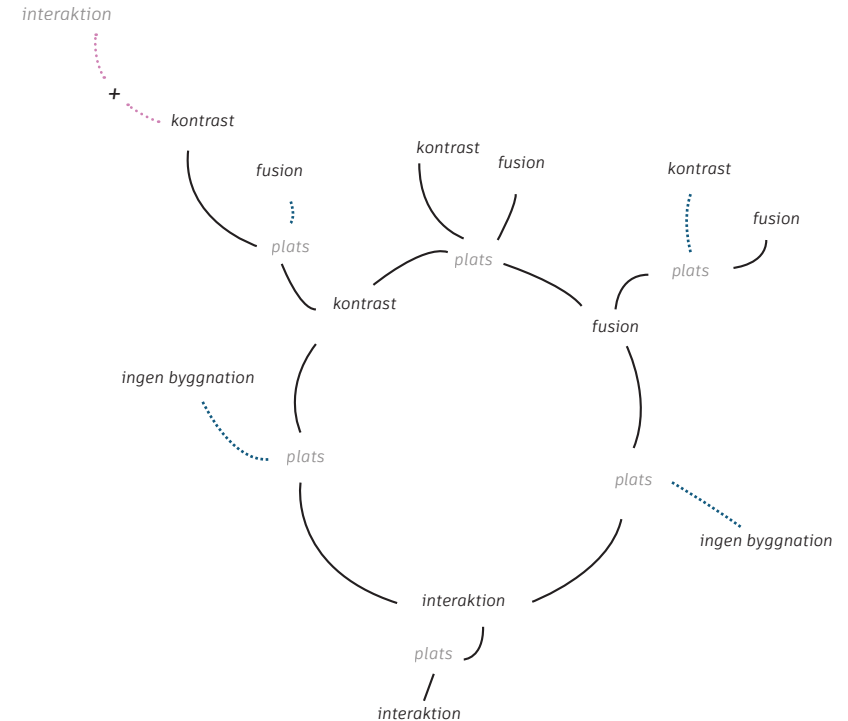 interaktion
+
kontrast
kontrast
fusion
kontrast
fusion
fusion
plats
plats
plats
kontrast
fusion
ingen byggnation
plats
plats
ingen byggnation
interaktion
plats
interaktion